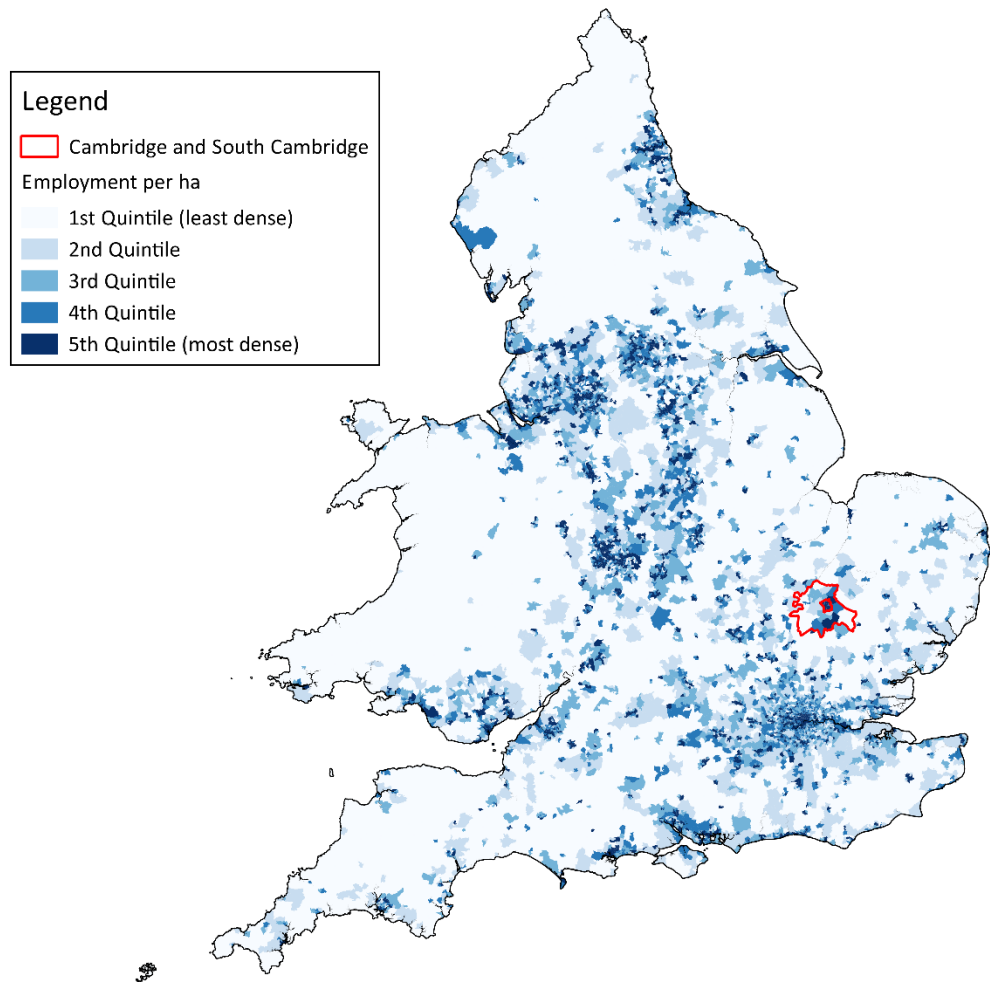 Legend
Cambridge and South Cambridge
Employment per ha
1st Quintile (least dense)
2nd Quintile
3rd Quintile
4th Quintile
5th Quintile (most dense)